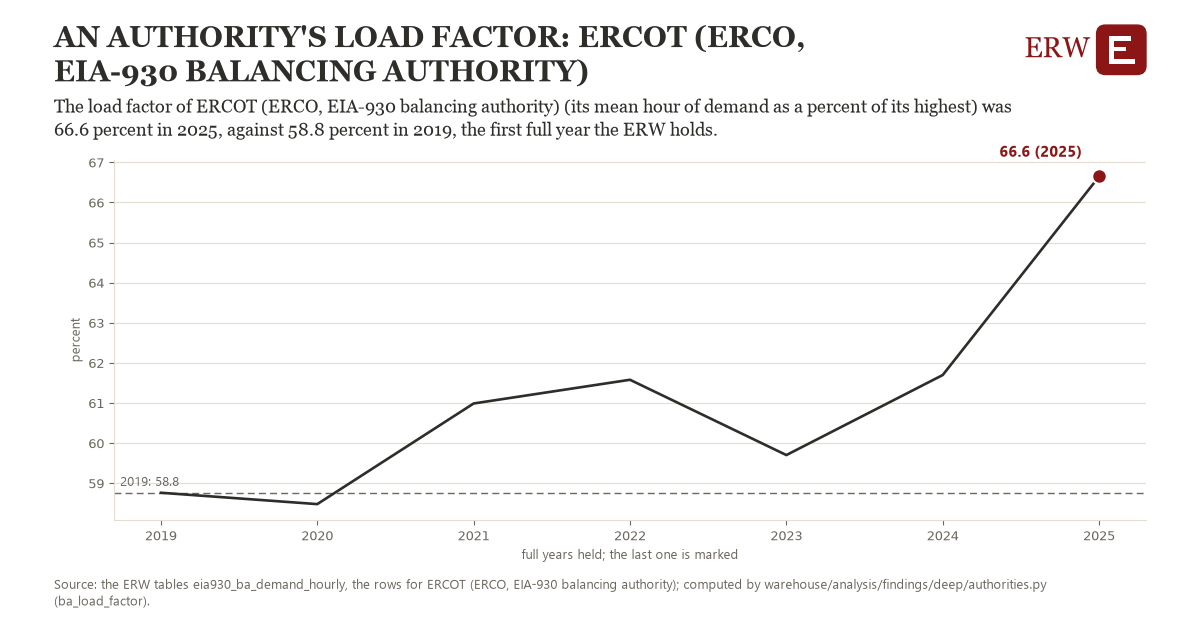 AN AUTHORITY'S LOAD FACTOR: ERCOT (ERCO,
EIA-930 BALANCING AUTHORITY)
ERW E
The load factor of ERCOT (ERCO, EIA-930 balancing authority) (its mean hour of demand as a percent of its highest) was
66.6 percent in 2025, against 58.8 percent in 2019, the first full year the ERW holds.
66.6 (2025)
67
66
65
64
63
62
61
60
59
percent
2019: 58.8
2019 2020 2021 2022 2023 2024 2025
full years held; the last one is marked
Source: the ERW tables eia930_ba_demand_hourly, the rows for ERCOT (ERCO, EIA-930 balancing authority); computed by warehouse/analysis/findings/deep/authorities.py
(ba_load_factor).